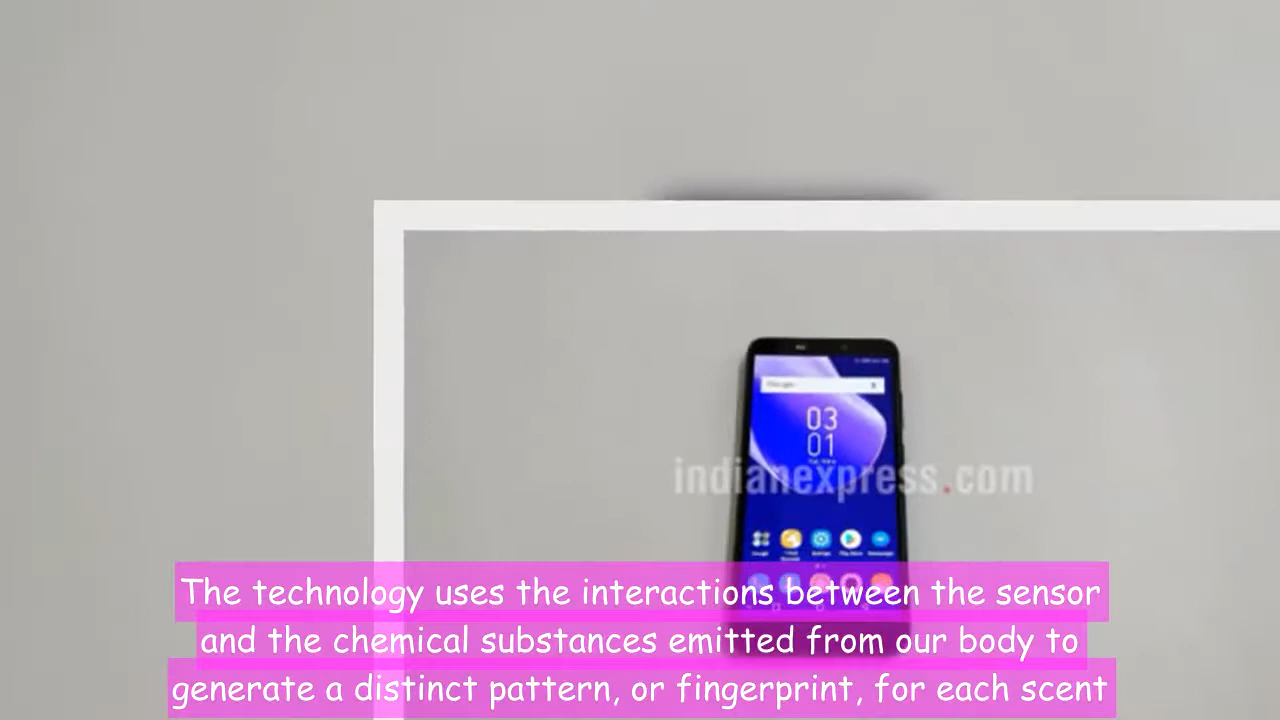 Google
03
01
indianexpress.com
The technology uses the interactions between the sensor
and the chemical substances emitted from our body to
generate a distinct pattern, or fingerprint, for each scent